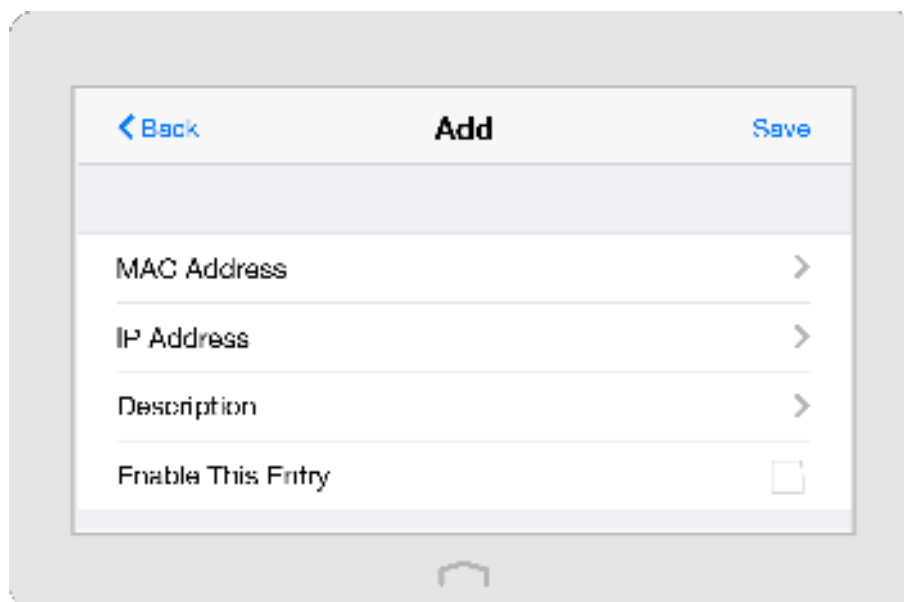 Back
Add
Save
MAC Address
IP Address
Description
Enable This Entry